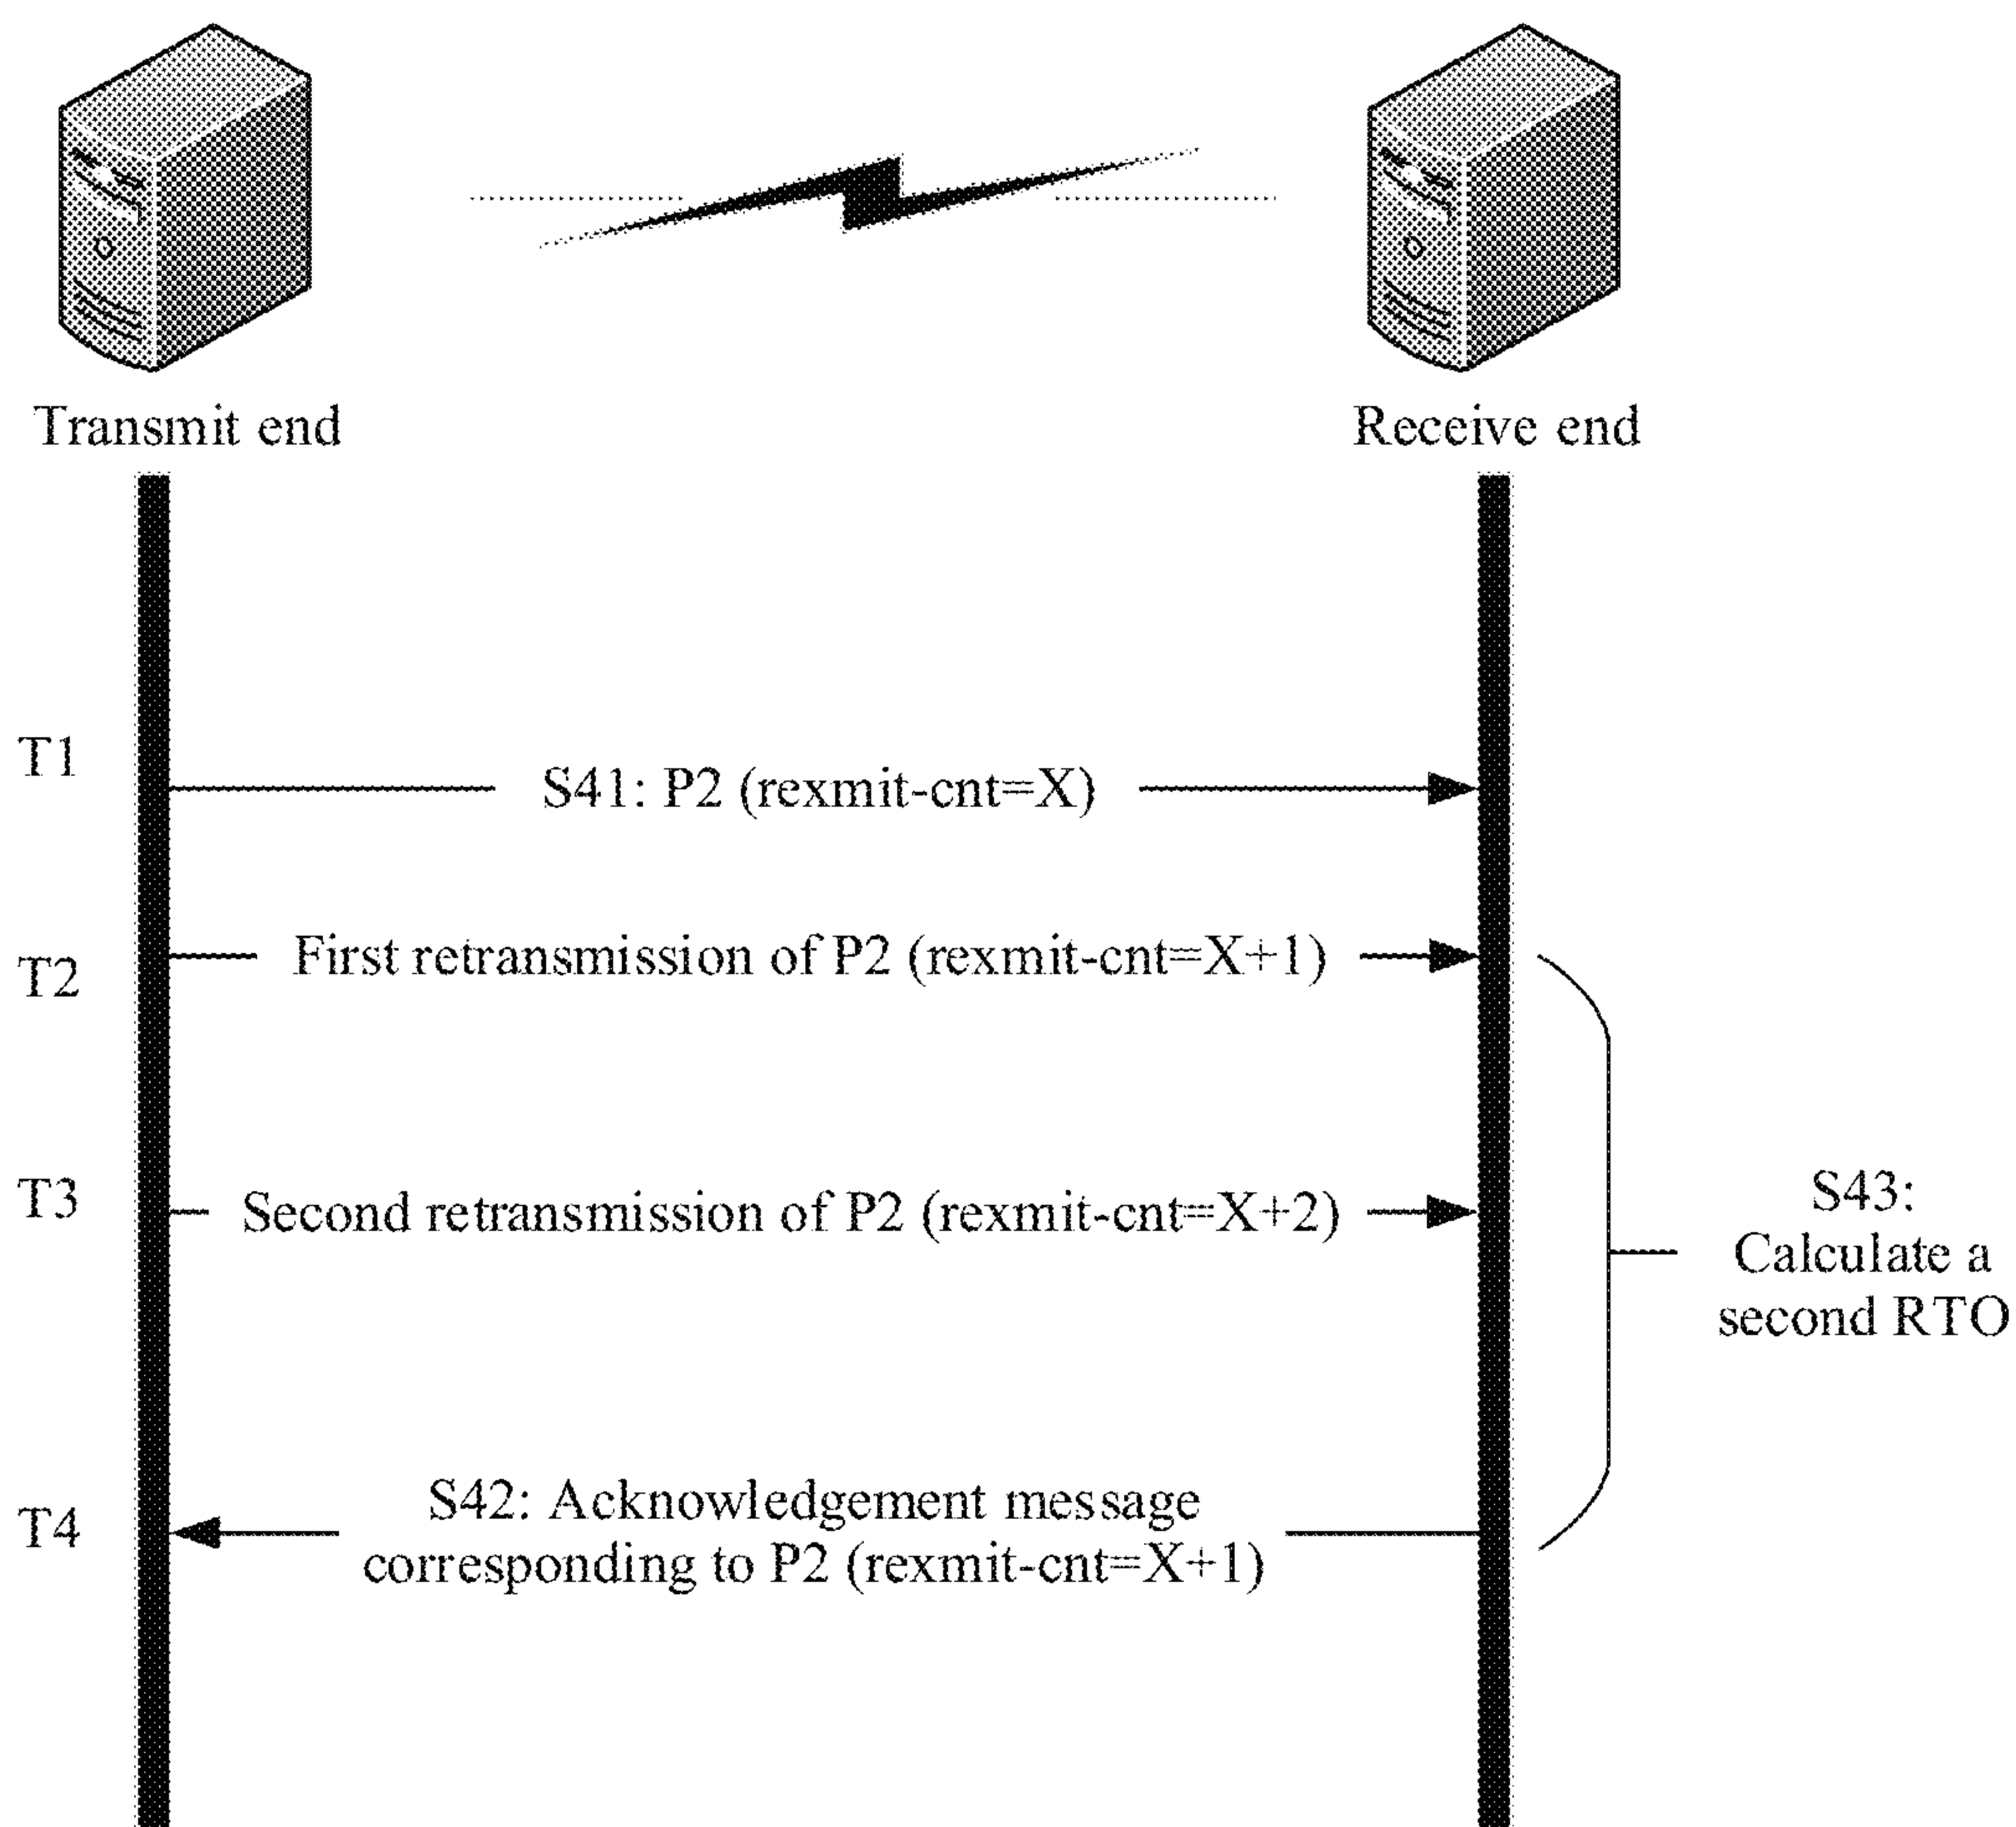 Transmit end
Receive end
T1
S41: P2 (rexmit-cnt=X)
First retransmission of P2 (rexmit-cnt=X+1)
T2
T3
Second retransmission of P2 (rexmit-cnt=X+2)
S43:
Calculate a
second RTO
T4
S42: Acknowledgement message
corresponding to P2 (rexmit-cnt=X+1)